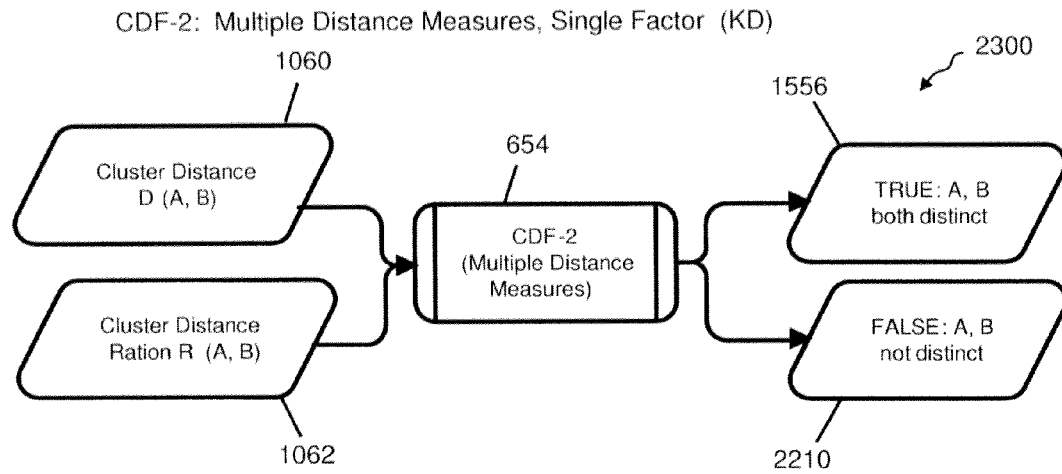 CDF-2: Multiple Distance Measures, Single Factor (KD)
2300
1060
1556
654
Cluster Distance
D (A, B)
TRUE: A, B
both distinct
CDF-2
(Multiple Distance
Measures)
Cluster Distance
Ration R (A, B)
FALSE: A, B
not distinct
1062
2210